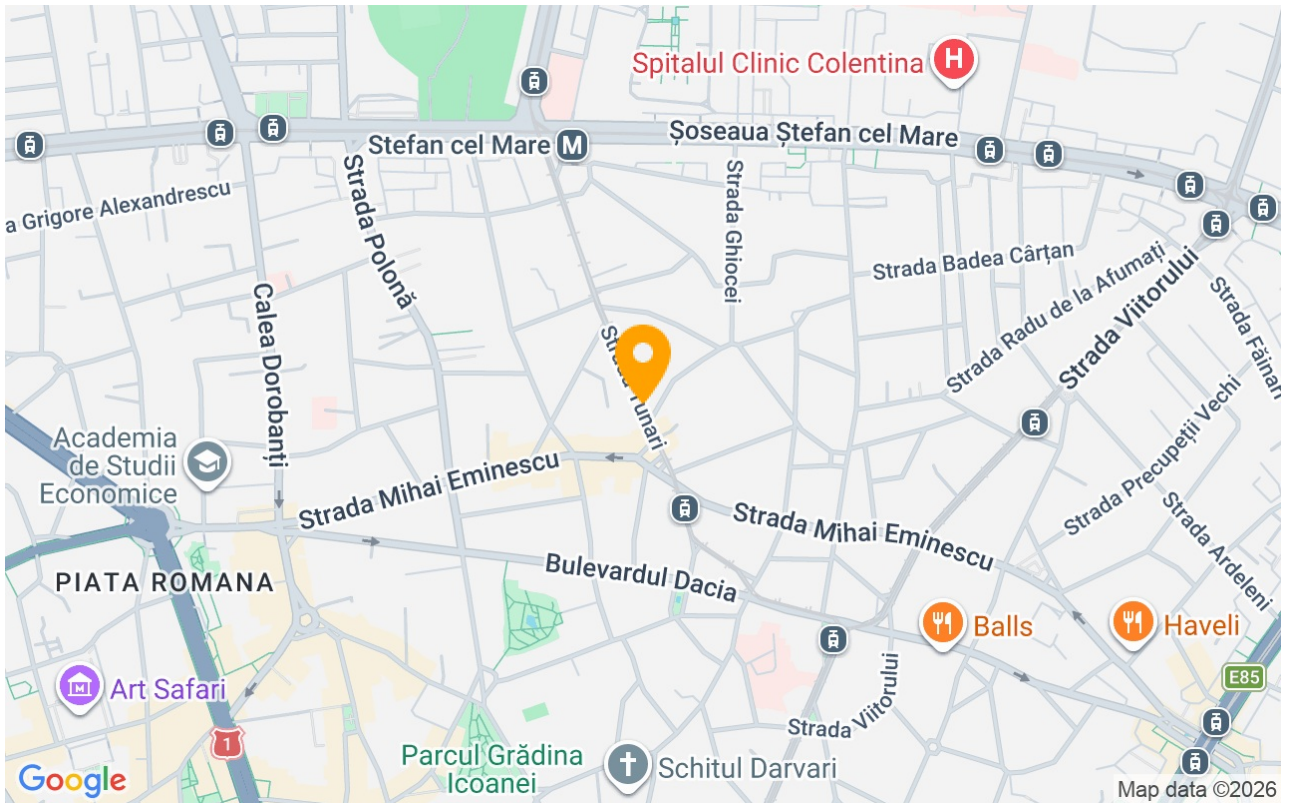 Spitalul Clinic Colentina
H
Stefan cel Mare
M
Șoseaua Ștefan cel Mare
a Grigore Alexandrescu
Strada Polonă
Strada Ghiocei
Strada Badea Cârțan
Strada Radu de la Afumați
Strada Viitorului
Strada Făinari
Calea Dorobanți
Strada Tunari
Academia
de Studii
Economice
Strada Mihai Eminescu
Strada Mihai Eminescu
Strada Precupeții Vechi
Strada Ardeleni
PIATA ROMANA
Bulevardul Dacia
Balls
Haveli
E85
Art Safari
M
1
Strada Viitorului
Parcul Grădina
Icoanei
Schitul Darvari
Google
Map data ©2026